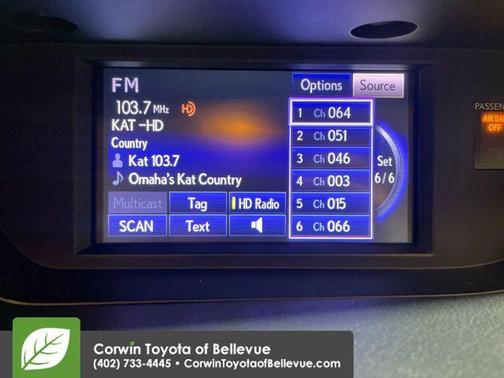 FM
Options
Source
103.7 MHz HD
KAT-HD
Country
Kat 103.7
Omaha's Kat Country
Multicast
Tag
HD Radio
SCAN
Text
1 Ch 064
2 Ch 051
3 Ch 046
4 Ch 003
5 Ch 015
6 Ch 066
Set
6/6
PASSEN
AIR BA
OFF
Corwin Toyota of Bellevue
(402) 733-4445 • CorwinToyotaofBellevue.com